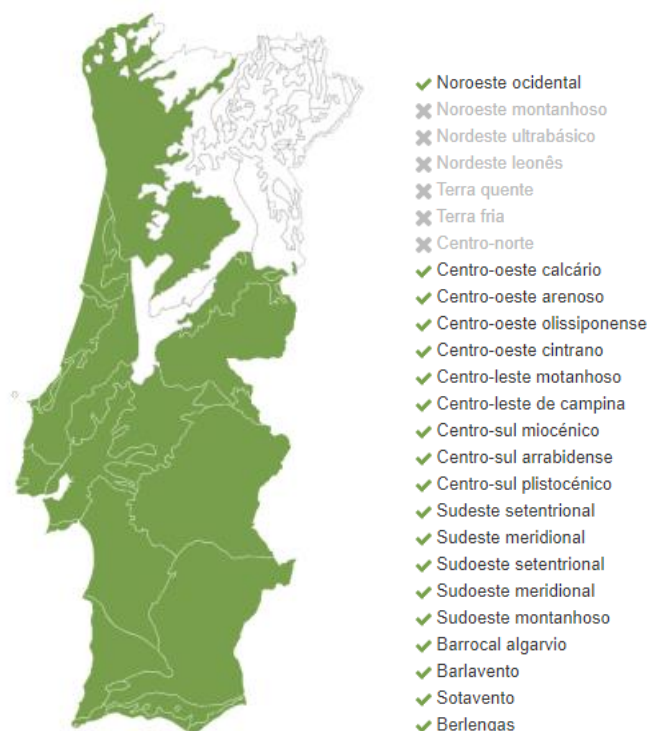 Noroeste ocidental
Noroeste montanhoso
Nordeste ultrabásico
Nordeste leonês
Terra quente
Terra fria
Centro-norte
Centro-oeste calcário
Centro-oeste arenoso
Centro-oeste olissiponense
Centro-oeste cintrano
Centro-leste motanhoso
Centro-leste de campina
Centro-sul miocénico
Centro-sul arrabidense
Centro-sul plistocénico
Sudeste setentrional
Sudeste meridional
Sudoeste setentrional
Sudoeste meridional
Sudoeste montanhoso
Barrocal algarvio
Barlavento
Sotavento
Berlengas